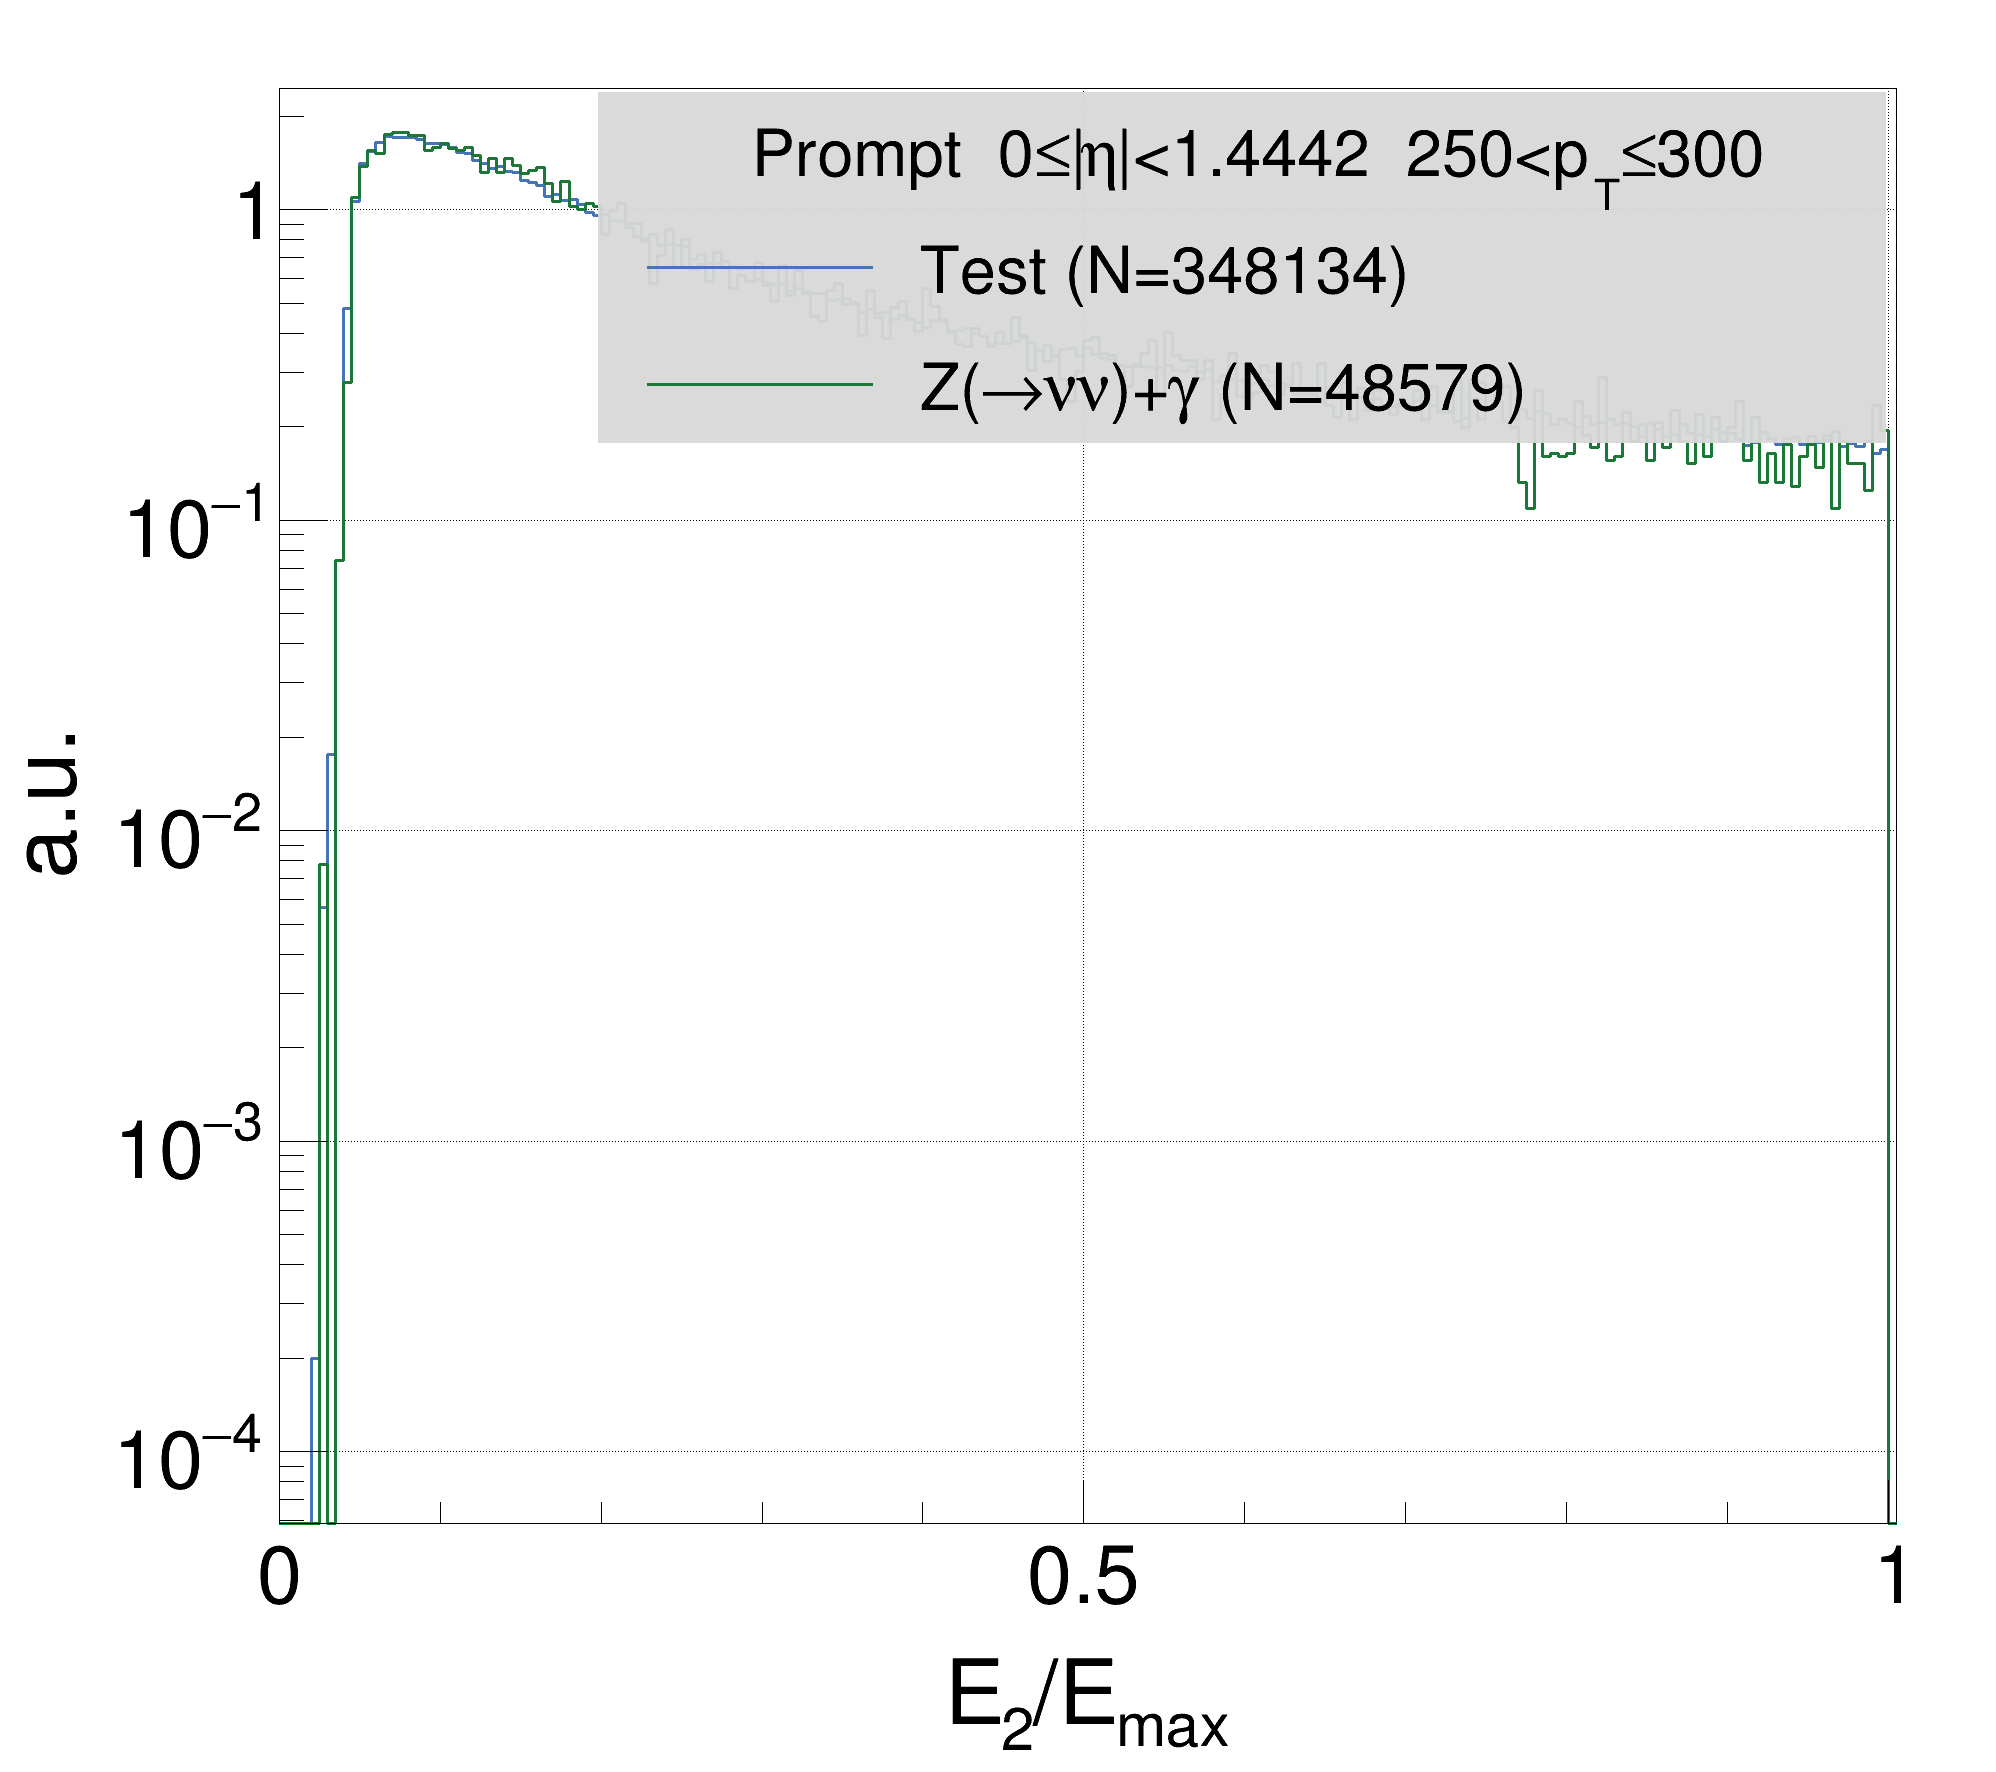 Prompt 0≤|η|<1.4442 250<p_T≤300
Test (N=348134)
Z(→νν)+γ (N=48579)
1
10⁻¹
10⁻²
10⁻³
10⁻⁴
a.u.
0 0.5 1
E₂/E_max